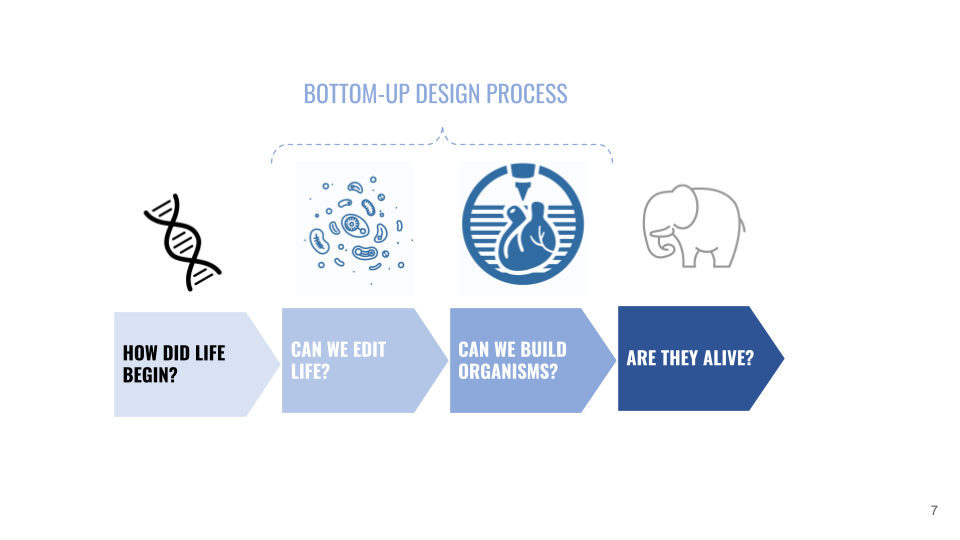 BOTTOM-UP DESIGN PROCESS
HOW DID LIFE
BEGIN?
CAN WE EDIT
LIFE?
CAN WE BUILD
ORGANISMS?
ARE THEY ALIVE?
7